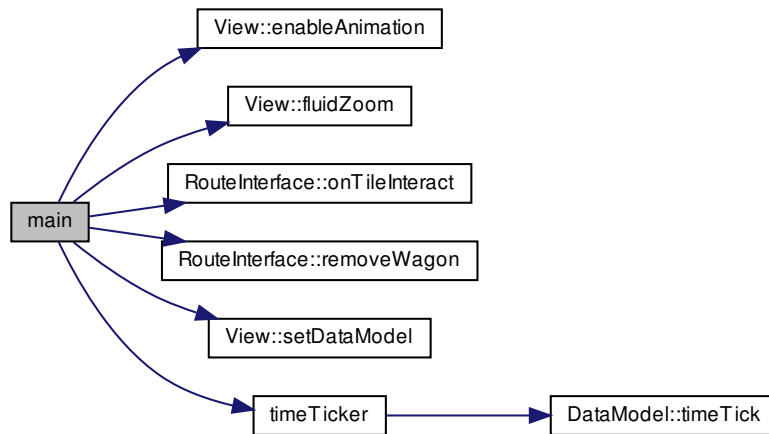 View::enableAnimation
View::fluidZoom
RouteInterface::onTileInteract
main
RouteInterface::removeWagon
View::setDataModel
timeTicker
DataModel::timeTick